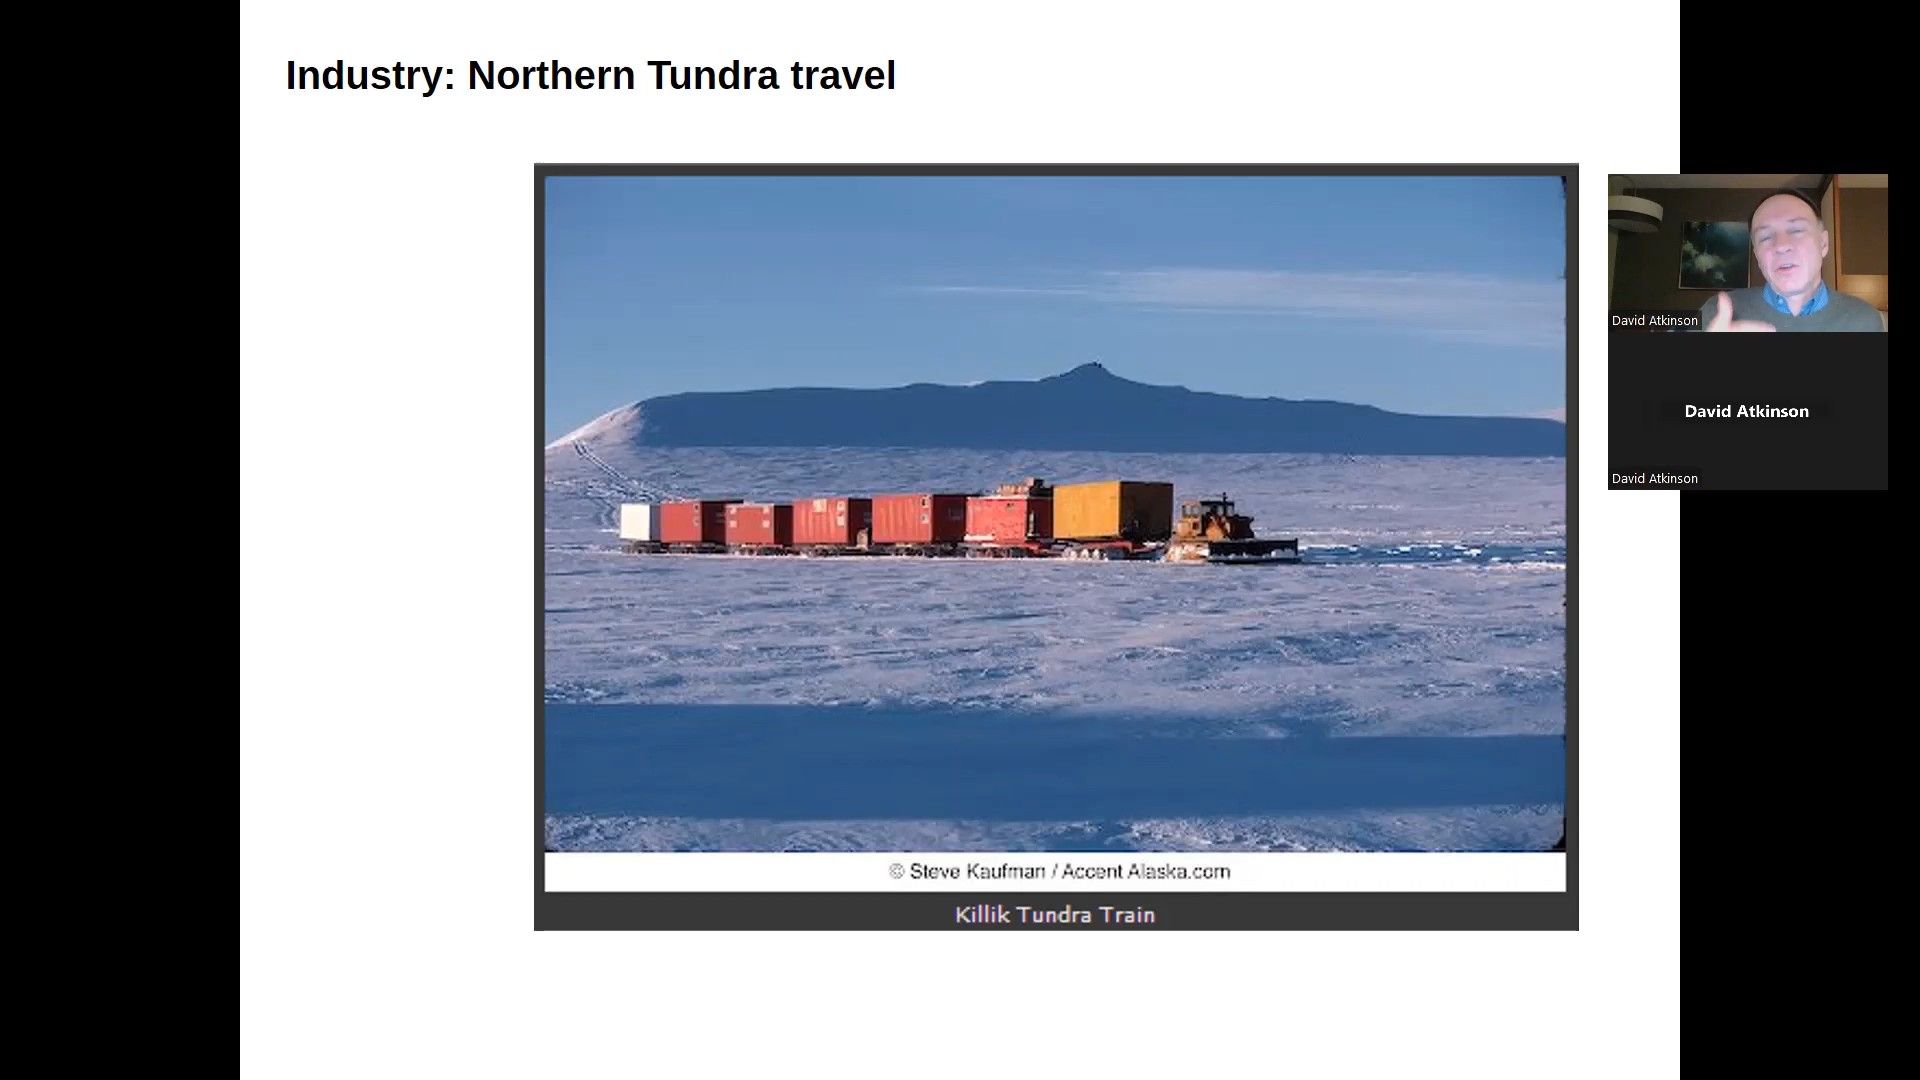 Industry: Northern Tundra travel
© Steve Kaufman / Accent Alaska.com
Killik Tundra Train
David Atkinson
David Atkinson
David Atkinson